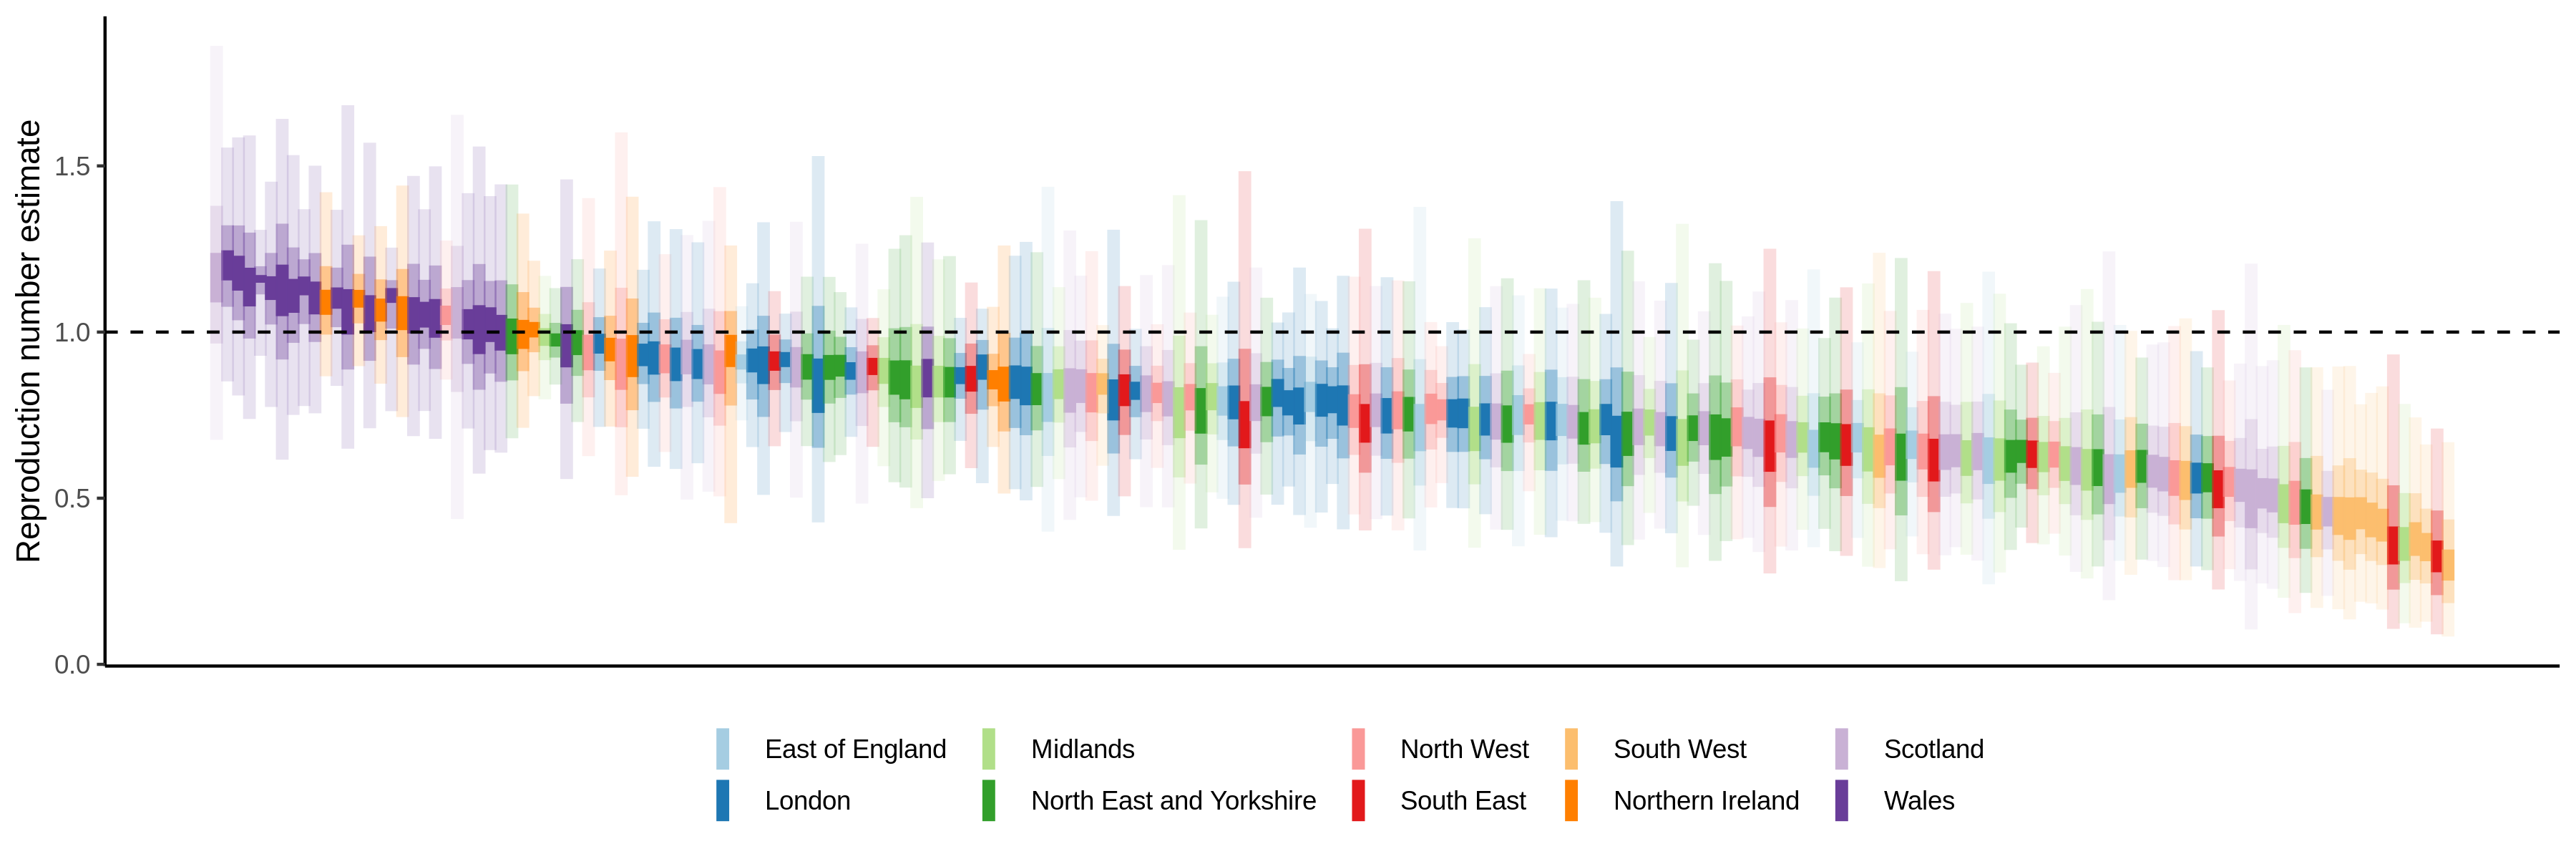 Reproduction number estimate
1.5
1.0
0.5
0.0
East of England Midlands North West South West Scotland
London North East and Yorkshire South East Northern Ireland Wales